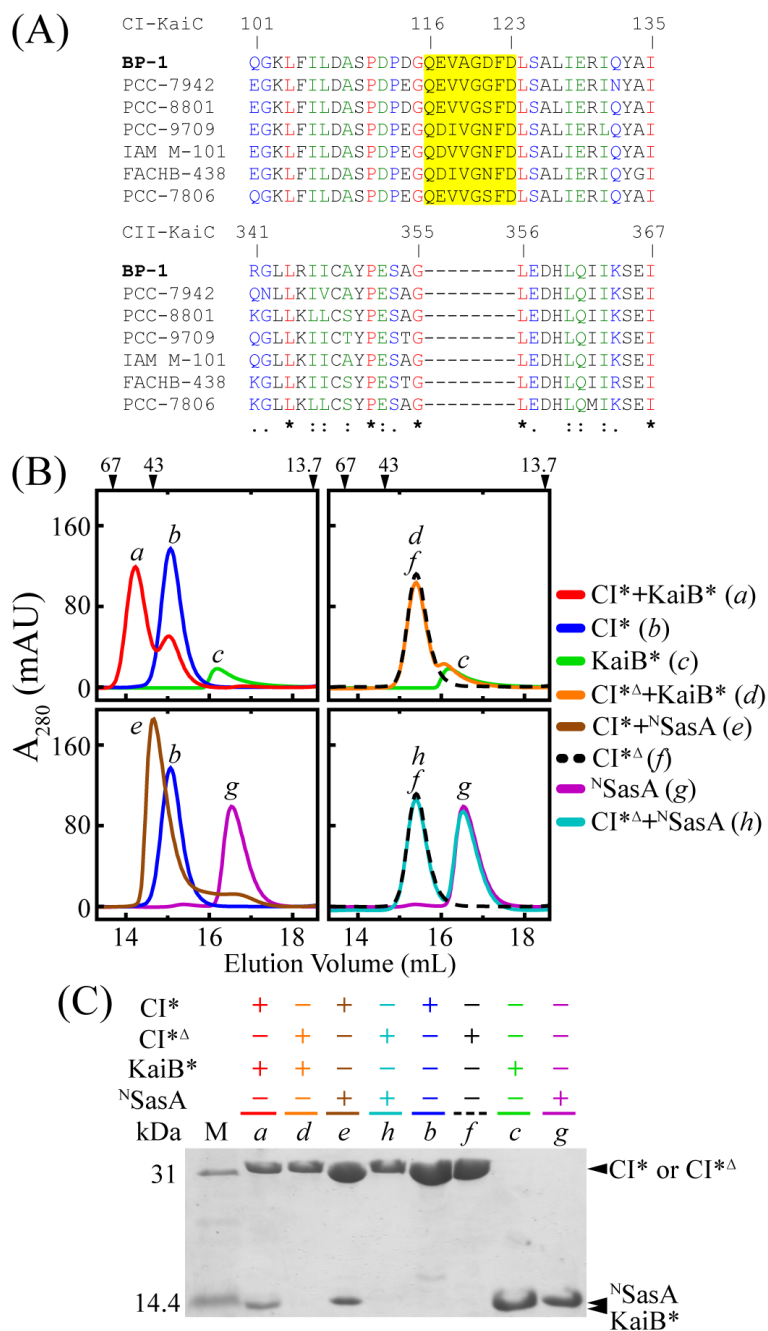 (A)
CI-KaiC 101 116 123 135
BP-1 QGKLFILDASPDPDGQEVAGDFDLSALIERIQYAI
PCC-7942 EGKLFILDASPDPEGQEVVGGFDLSALIERINYAI
PCC-8801 EGKLFILDASPDPDGQEVVGNFDLSALIERIQYAI
PCC-9709 EGKLFILDASPDPEGQDIVGNFDLSALIERLQYAI
IAM M-101 EGKLFILDASPDPEGQDVVGNFDLSALIERIQYAI
FACHB-438 EGKLFILDASPDPEGQDIVGNFDLSALIERIQYGI
PCC-7806 QGKLFILDASPDPEGQEVVGSFDLSALIERIQYAI
CII-KaiC 341 355 356 367
BP-1 RGLLRIICAYPESAG--------LEDHLQIIKSEI
PCC-7942 QNLLKIVCAYPESAG--------LEDHLQIIKSEI
PCC-8801 KGLLKLLCSYPESAG--------LEDHLQIIKSEI
PCC-9709 QGLLKIICTYPESTG--------LEDHLQIIKSEI
IAM M-101 QGLLKIICAYPESAG--------LEDHLQIIKSEI
FACHB-438 KGLLKIICSYPESTG--------LEDHLQIIRSEI
PCC-7806 KGLLKLLCSYPESAG--------LEDHLQMIKSEI
.. * :: : *:. * *. :: :. *
(B)
67 43 13.7 67 43 13.7
160 80 0
a b c
d f c
160 80 0
e b g
h f g
A280 (mAU)
14 16 18 14 16 18
Elution Volume (mL)
CI*+KaiB* (a)
CI* (b)
KaiB* (c)
CI*Δ+KaiB* (d)
CI*+NSasA (e)
CI*Δ (f)
NSasA (g)
CI*Δ+NSasA (h)
(C)
CI* + − + − + − − −
CI*Δ − + − + − + − −
KaiB* + + − − − − + −
NSasA − − + + − − − +
kDa M a d e h b f c g
31 CI* or CI*Δ
14.4 NSasA
KaiB*